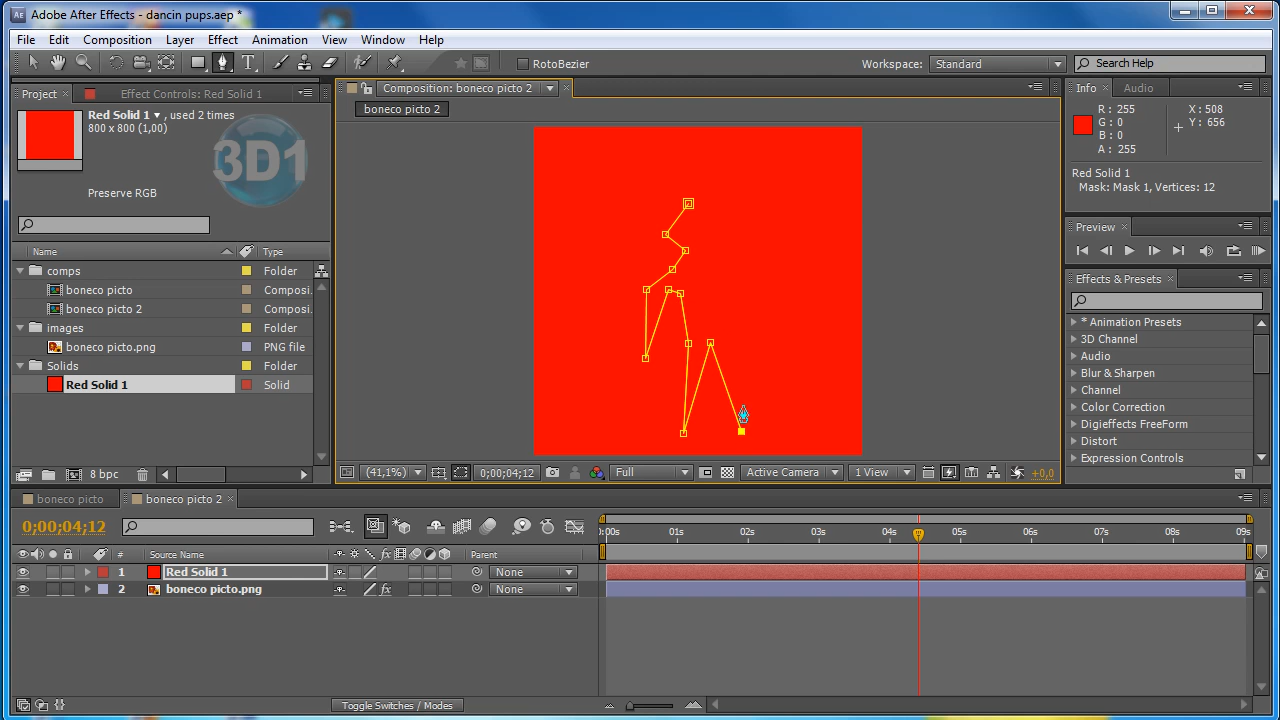 Adobe After Effects - dancin pups.aep *
File Edit Composition Layer Effect Animation View Window Help
RotoBezier
Workspace: Standard
Search Help
Project
Effect Controls: Red Solid 1
Red Solid 1 , used 2 times
800 x 800 (1,00)
3D1
Preserve RGB
Name Type
comps Folder
boneco picto Composi...
boneco picto 2 Composi...
images Folder
boneco picto.png PNG file
Solids Folder
Red Solid 1 Solid
8 bpc
Composition: boneco picto 2
boneco picto 2
(41,1%) 0;00;04;12 Full Active Camera 1 View +0,0
Info Audio
R: 255 X: 508
G: 0 Y: 656
B: 0
A: 255
Red Solid 1
Mask: Mask 1, Vertices: 12
Preview
Effects & Presets
* Animation Presets
3D Channel
Audio
Blur & Sharpen
Channel
Color Correction
Digieffects FreeForm
Distort
Expression Controls
boneco picto boneco picto 2
0;00;04;12
0:00s 01s 02s 03s 04s 05s 06s 07s 08s 09s
# Source Name Parent
1 Red Solid 1 None
2 boneco picto.png fx None
Toggle Switches / Modes